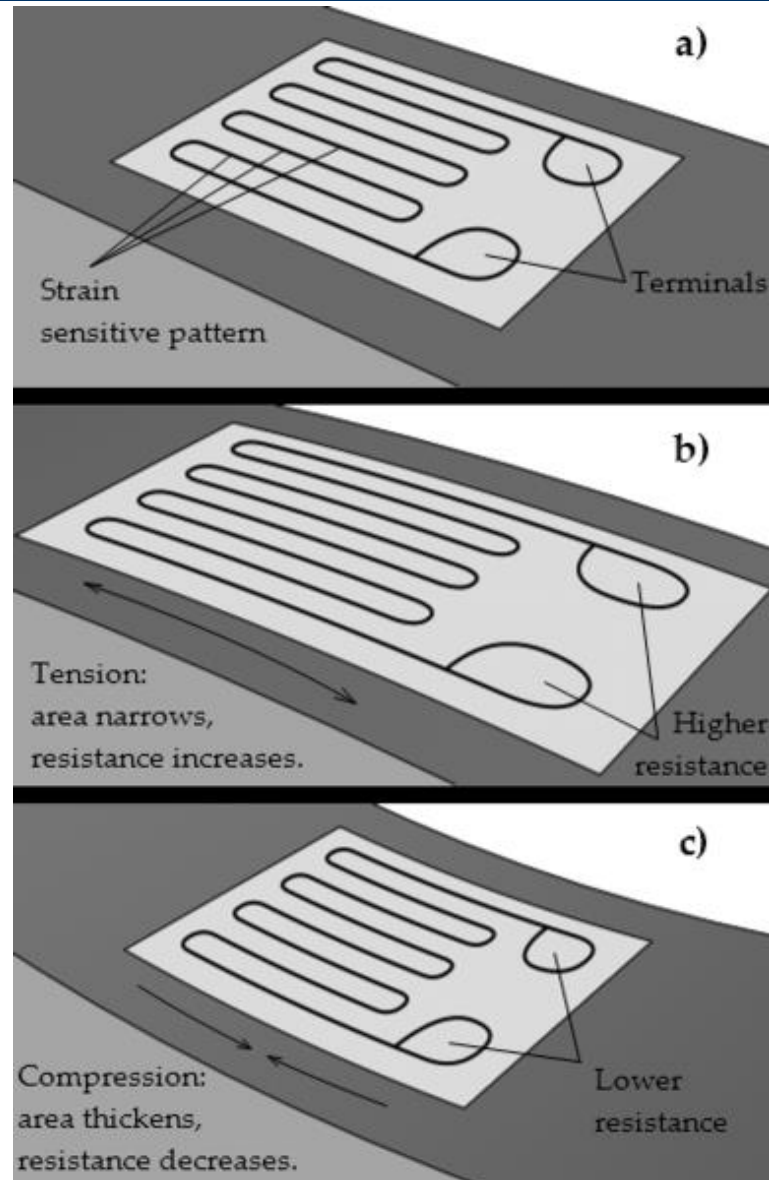 a)
Strain
sensitive pattern
Terminals
b)
Tension:
area narrows,
resistance increases.
Higher
resistance
c)
Compression:
area thickens,
resistance decreases.
Lower
resistance